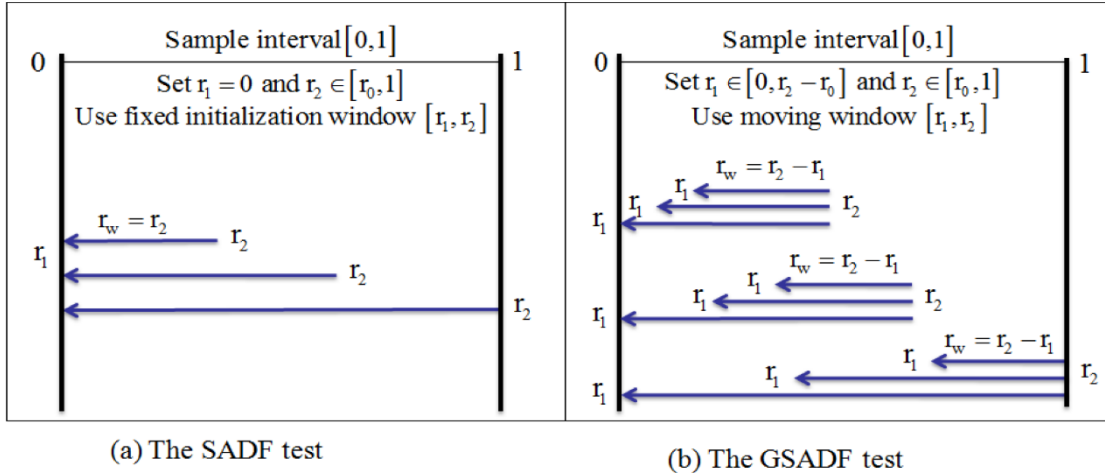 Sample interval[0,1]
0
1
Set r₁ = 0 and r₂ ∈ [r₀,1]
Use fixed initialization window [r₁,r₂]
r_w = r₂
r₂
r₁
r₂
r₂
(a) The SADF test
Sample interval[0,1]
0
1
Set r₁ ∈ [0,r₂ − r₀] and r₂ ∈ [r₀,1]
Use moving window [r₁,r₂]
r_w = r₂ − r₁
r₁
r₁
r₂
r₁
r_w = r₂ − r₁
r₁
r₁
r₂
r₁
r_w = r₂ − r₁
r₁
r₁
r₂
r₁
(b) The GSADF test